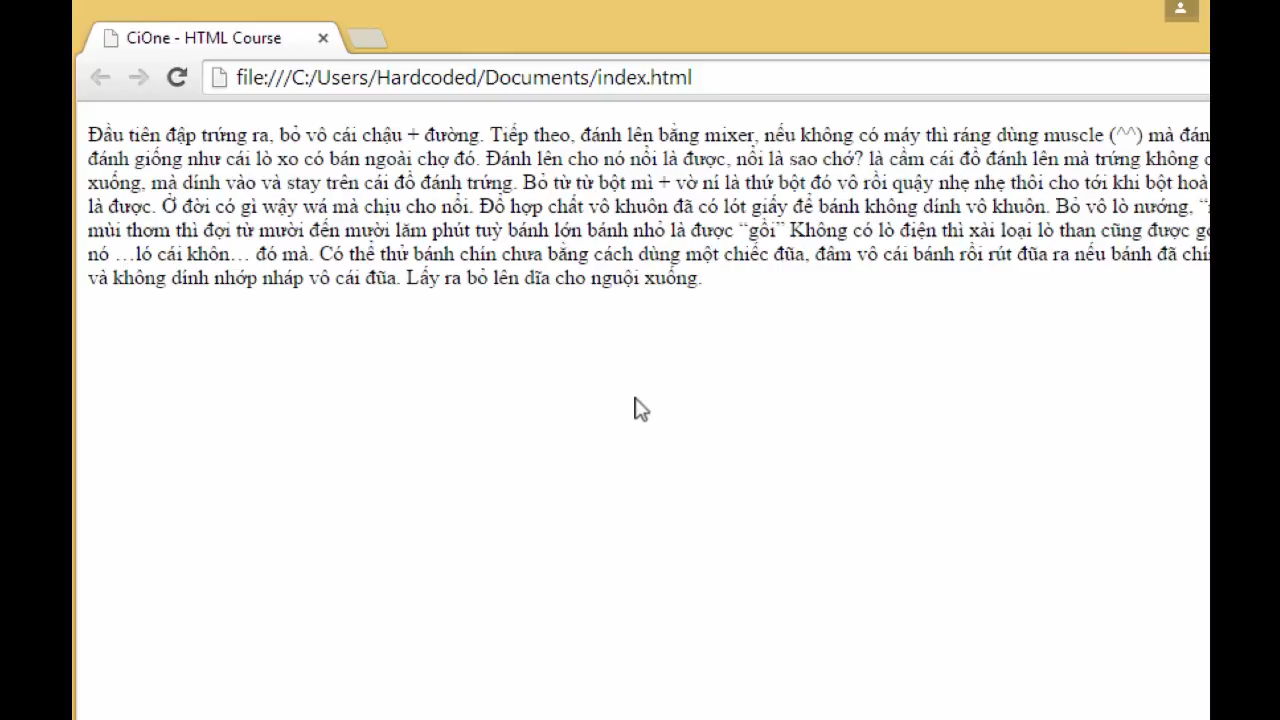 CiOne - HTML Course
file:///C:/Users/Hardcoded/Documents/index.html
Đầu tiên đập trứng ra, bỏ vô cái chậu + đường. Tiếp theo, đánh lên bằng mixer, nếu không có máy thì ráng dùng muscle (^^) mà
đánh giống như cái lò xo có bán ngoài chợ đó. Đánh lên cho nó nổi là được, nổi là sao chớ? là cầm cái đồ đánh lên mà trứng không
xuống, mà dính vào và stay trên cái đồ đánh trứng. Bỏ từ từ bột mì + vờ ní là thứ bột đó vô rồi quậy nhẹ nhẹ thôi cho tới khi bột hoà
là được. Ở đời có gì wậy wá mà chịu cho nổi. Đổ hợp chất vô khuôn đã có lót giấy để bánh không dính vô khuôn. Bỏ vô lò nướng,
mùi thơm thì đợi từ mười đến mười lăm phút tuỳ bánh lớn bánh nhỏ là được “gồi” Không có lò điện thì xài loại lò than cũng được
nó …ló cái khôn… đó mà. Có thể thử bánh chín chưa bằng cách dùng một chiếc đũa, đâm vô cái bánh rồi rút đũa ra nếu bánh đã
và không dính nhớp nháp vô cái đũa. Lấy ra bỏ lên dĩa cho nguội xuống.